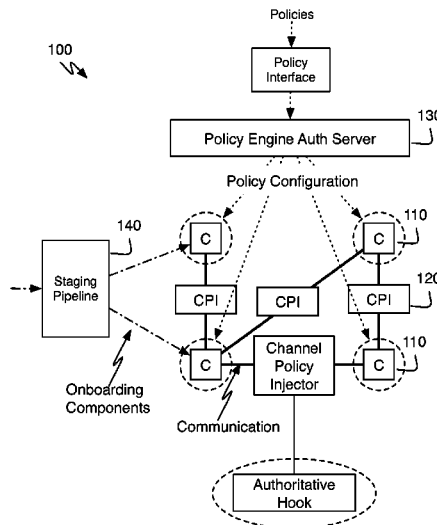 Policies
100
Policy
Interface
130
Policy Engine Auth Server
Policy Configuration
140
110
C
C
Staging
Pipeline
120
CPI
CPI
CPI
110
Channel
Policy
Injector
C
C
Onboarding
Components
Communication
Authoritative
Hook